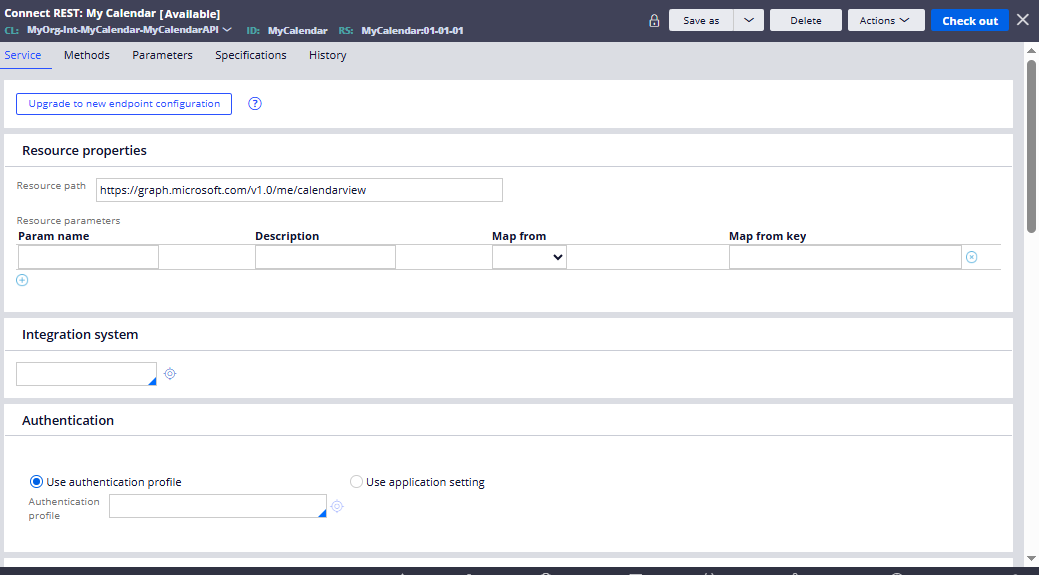 Connect REST: My Calendar [Available]
CL: MyOrg-Int-MyCalendar-MyCalendarAPI ID: MyCalendar RS: MyCalendar:01-01-01
Save as Delete Actions Check out
Service Methods Parameters Specifications History
Upgrade to new endpoint configuration ?
Resource properties
Resource path https://graph.microsoft.com/v1.0/me/calendarview
Resource parameters
Param name Description Map from Map from key
Integration system
Authentication
Use authentication profile Use application setting
Authentication
profile